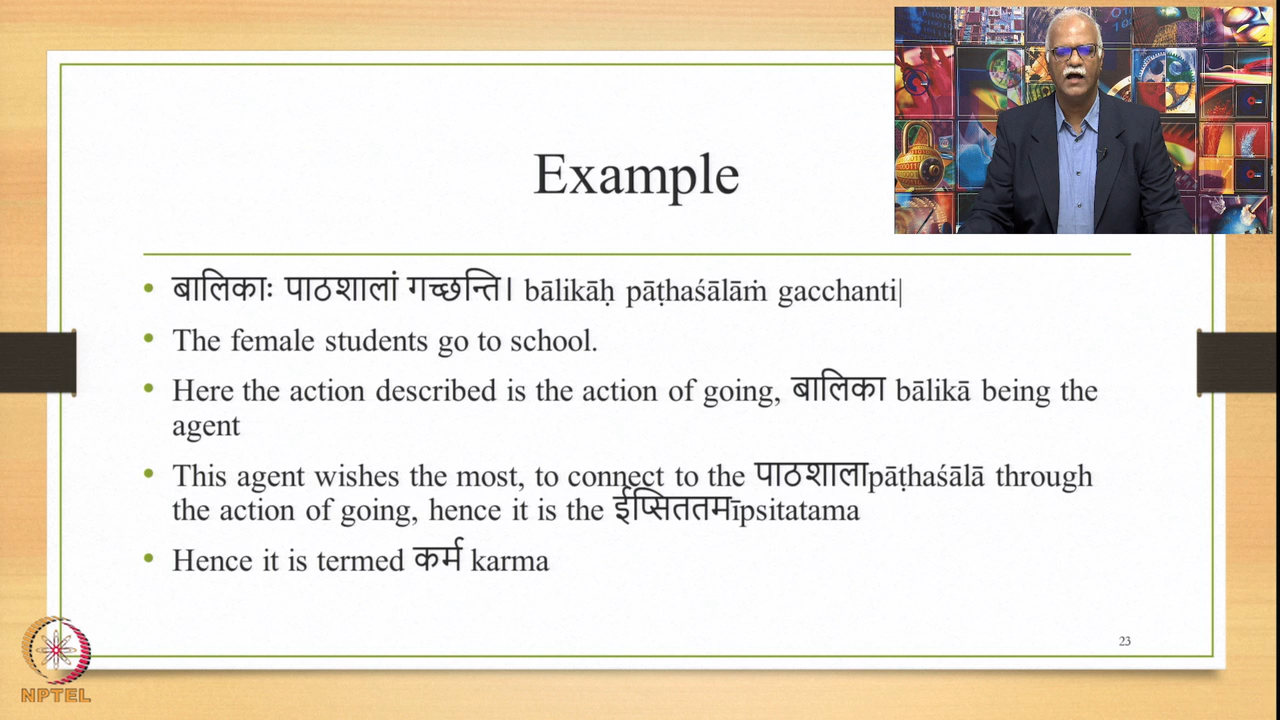 Example
बालिकाः पाठशालां गच्छन्ति। bālikāḥ pāṭhaśālāṁ gacchanti|
The female students go to school.
Here the action described is the action of going, बालिका bālikā being the
agent
This agent wishes the most, to connect to the पाठशालाpāṭhaśālā through
the action of going, hence it is the ईप्सिततमīpsitatama
Hence it is termed कर्म karma
23
NPTEL